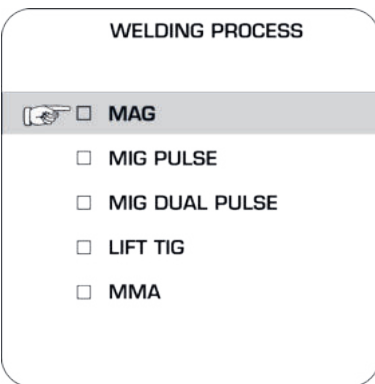 WELDING PROCESS
MAG
MIG PULSE
MIG DUAL PULSE
LIFT TIG
MMA